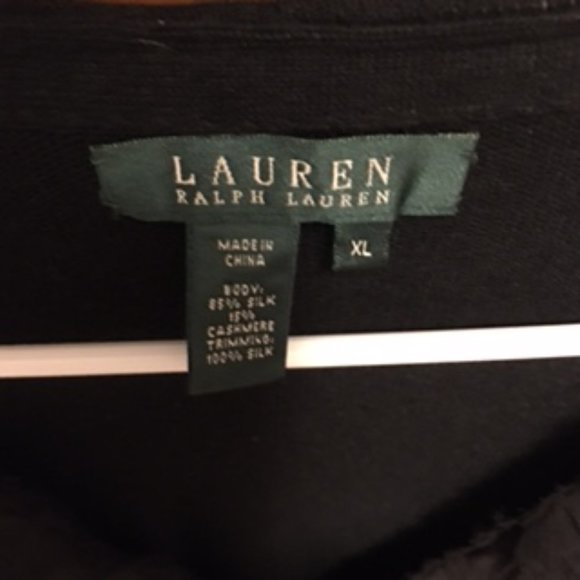 LAUREN
RALPH LAUREN
XL
MADE IN
CHINA
BODY:
85% SILK
15%
CASHMERE
TRIMMING:
100% SILK